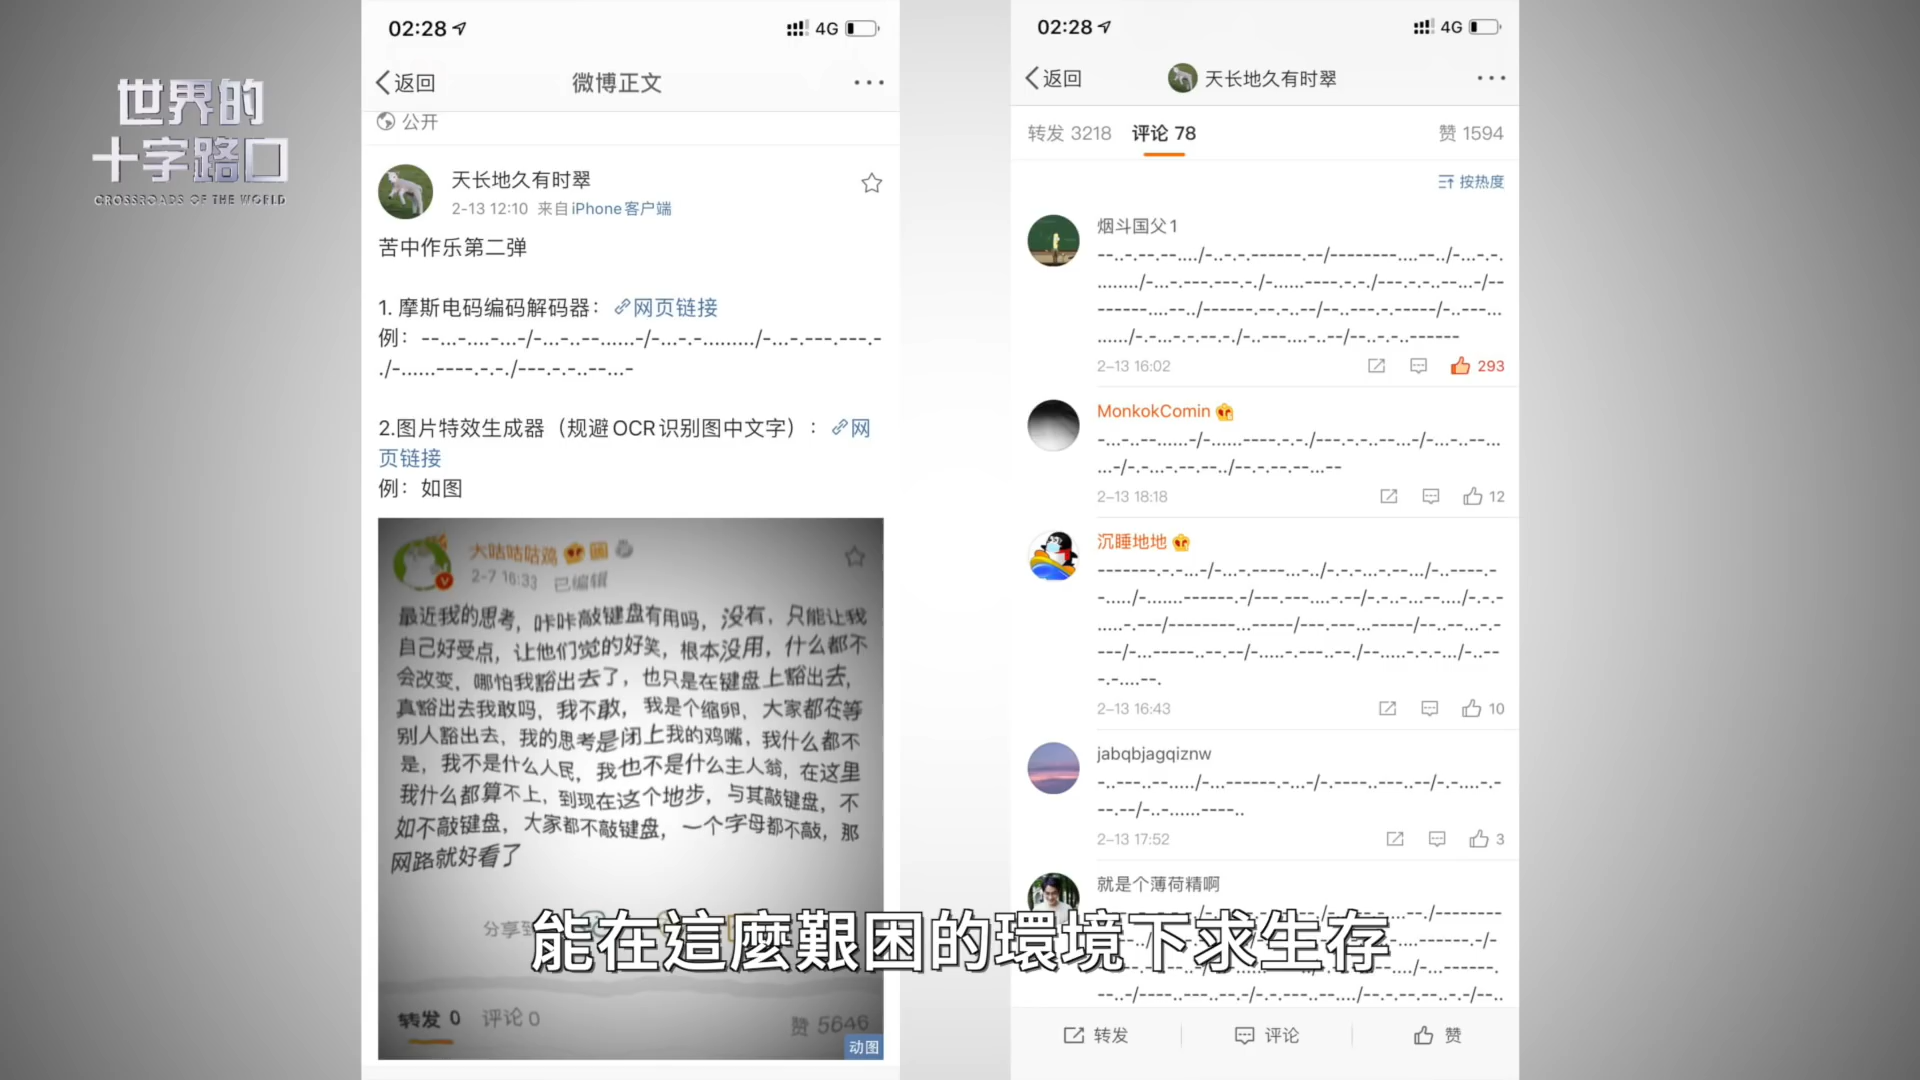 世界的
十字路口
CROSSROADS OF THE WORLD
02:28
4G
返回
微博正文
公开
天长地久有时翠
2-13 12:10 来自iPhone客户端
苦中作乐第二弹
1. 摩斯电码编码解码器： 网页链接
例：--...-....-...-/-...-..--......-/-...-.-........./-...-.---.---.-
./-......----.-.-./---.-.-..--...-
2.图片特效生成器（规避OCR识别图中文字）： 网
页链接
例：如图
大咕咕咕鸡
2-7 16:33 已编辑
最近我的思考，咔咔敲键盘有用吗，没有，只能让我
自己好受点，让他们觉的好笑，根本没用，什么都不
会改变，哪怕我豁出去了，也只是在键盘上豁出去，
真豁出去我敢吗，我不敢，我是个缩卵，大家都在等
别人豁出去，我的思考是闭上我的鸡嘴，我什么都不
是，我不是什么人民，我也不是什么主人翁，在这里
我什么都算不上，到现在这个地步，与其敲键盘，不
如不敲键盘，大家都不敲键盘，一个字母都不敲，那
网路就好看了
分享到
转发 0 评论 0
赞 5646
动图
02:28
4G
返回
天长地久有时翠
转发 3218 评论 78 赞 1594
按热度
烟斗国父1
--..-.--.--..../-..-.-.------.--/--------....--../-...-.-.
......../-...-.---.---.-./-......----.-.-./---.-.-..--...-/--
------....--../------.--.-..--/--..---.-.-----/-..---...
....../-.-...-.-.--.-./-..---....-..--/--..-.-..------
2-13 16:02
293
MonkokComin
-...-..--......-/-......----.-.-./---.-.-..--...-/-...-..--...
...-/-.-...-.--.--../--.-.--.--...--
2-13 18:18
12
沉睡地地
-------.-.-...-/-...-.----...-../-.-.-...-.--.../-..----.-
-...../-.......------.-/---.---....-.--/-.-..-...--..../-.-.-
.....-.---/--------...-----/---.---...-----/--..--...-.-
---/-...-----..--.--/-.....-.---..--./--.....-.-.-.../-..--
-.-....--.
2-13 16:43
10
jabqbjagqiznw
-..---..--...../-...------.-...-/-.----...---..--/-.-....-.-
--.--/-..-......----..
2-13 17:52
3
就是个薄荷精啊
--..-/----..---..--.-/-.-.---..--..../--.-.--.--..-.-/--..
能在這麼艱困的環境下求生存
转发
评论
赞